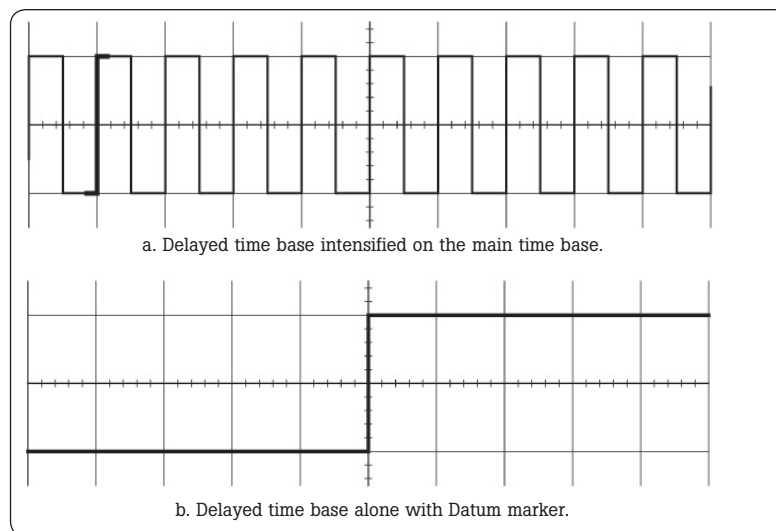 a. Delayed time base intensified on the main time base.
b. Delayed time base alone with Datum marker.